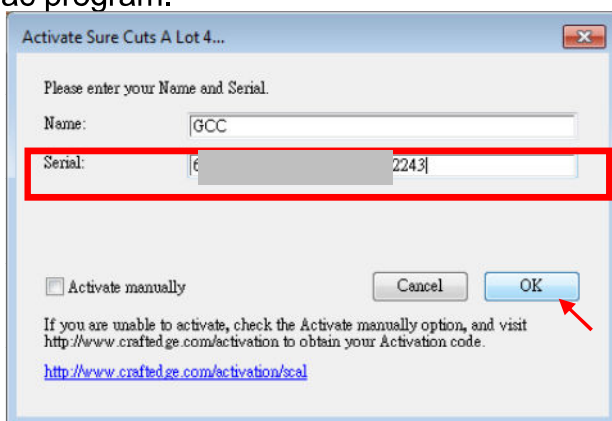 ac program.
Activate Sure Cuts A Lot 4...
Please enter your Name and Serial.
Name: GCC
Serial: 6 2243
Activate manually Cancel OK
If you are unable to activate, check the Activate manually option, and visit
http://www.craftedge.com/activation to obtain your Activation code.
http://www.craftedge.com/activation/scal